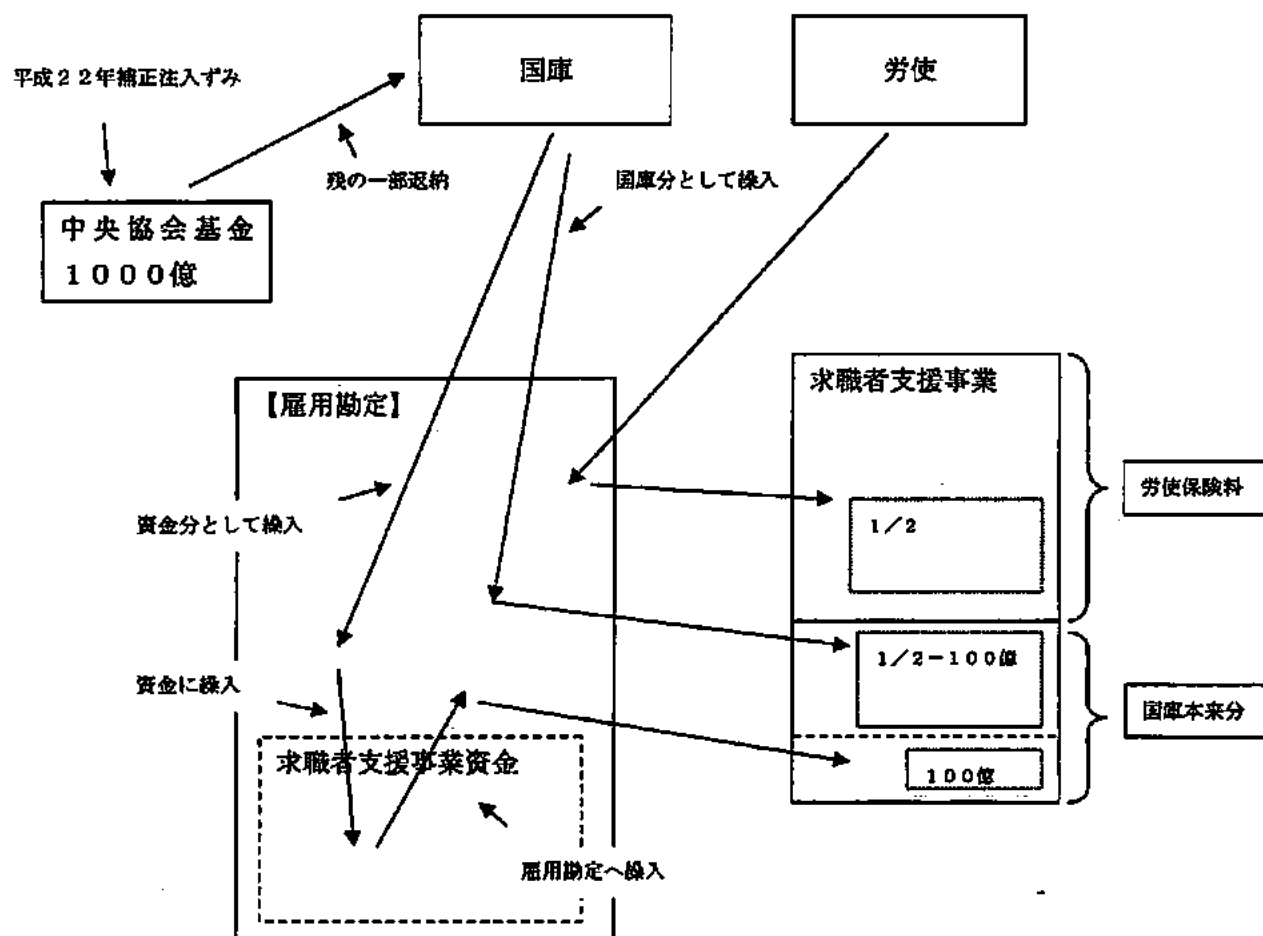 国庫
労使
平成２２年補正注入ずみ
残の一部返納
国庫分として繰入
中央協会基金
１０００億
【雇用勘定】
求職者支援事業
労使保険料
１／２
資金分として繰入
１／２－１００億
資金に繰入
国庫本来分
求職者支援事業資金
１００億
雇用勘定へ繰入